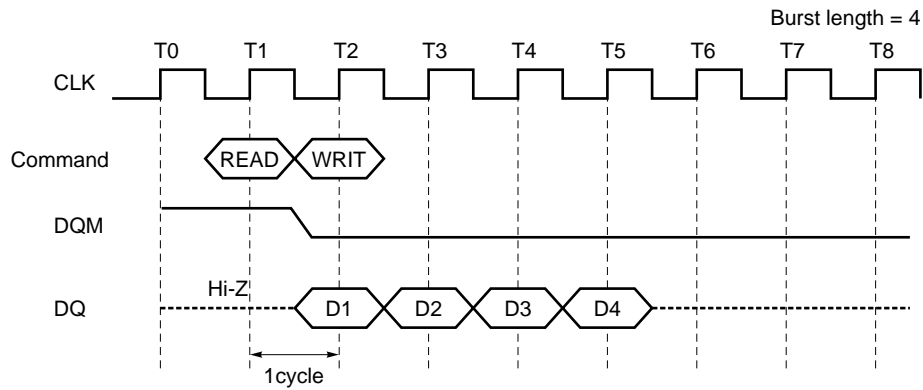 Burst length = 4
T0 T1 T2 T3 T4 T5 T6 T7 T8
CLK
Command READ WRIT
DQM
Hi-Z
DQ D1 D2 D3 D4
1cycle